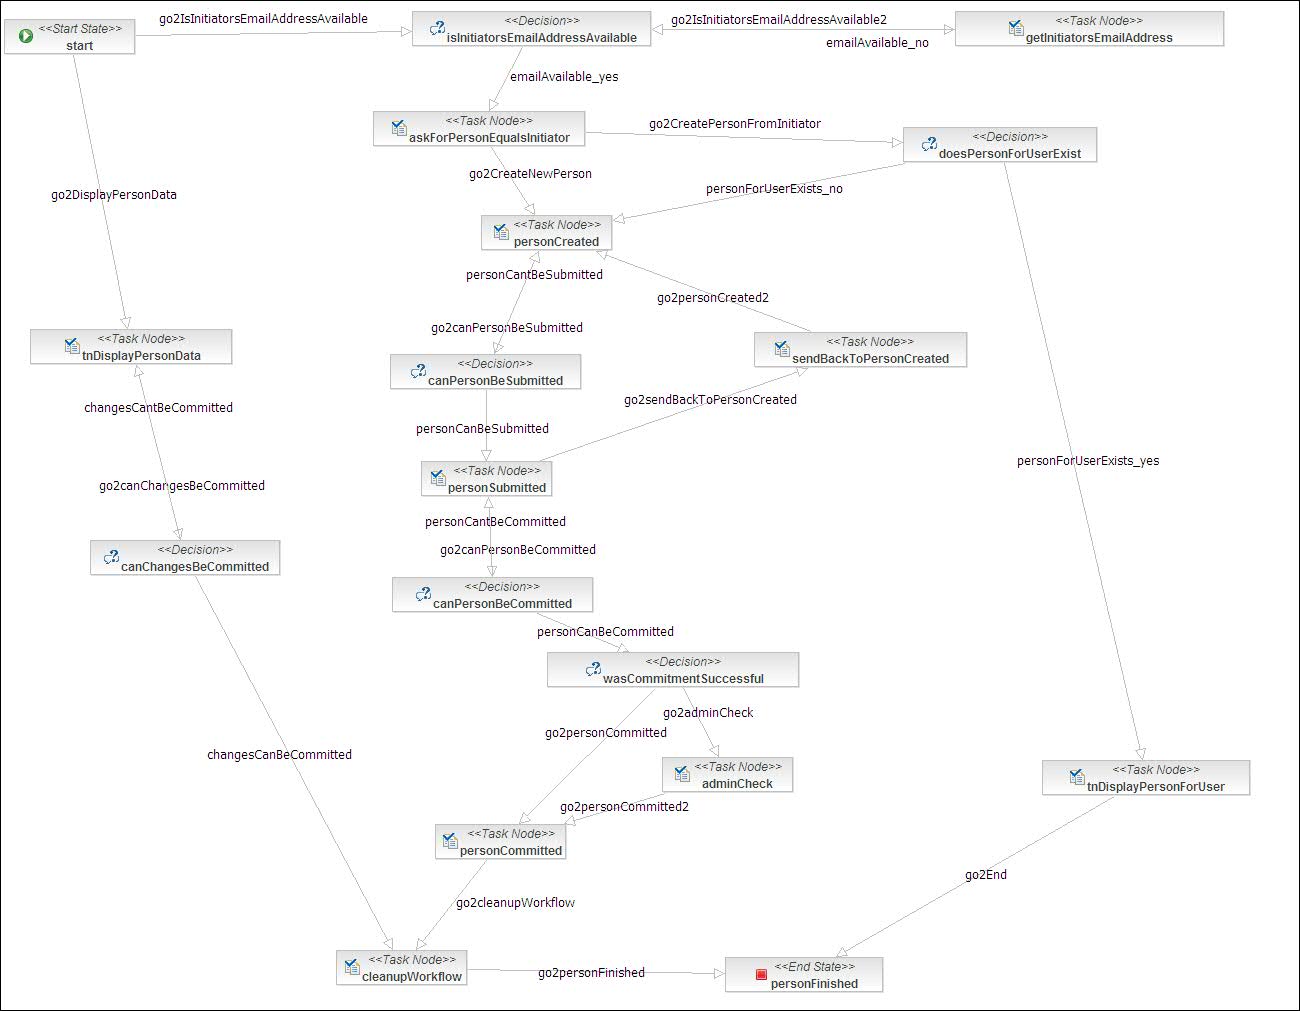 <<Start State>>
start
go2IsInitiatorsEmailAddressAvailable
<<Decision>>
isInitiatorsEmailAddressAvailable
go2IsInitiatorsEmailAddressAvailable2
emailAvailable_no
<<Task Node>>
getInitiatorsEmailAddress
emailAvailable_yes
<<Task Node>>
askForPersonEqualsInitiator
go2CreatePersonFromInitiator
<<Decision>>
doesPersonForUserExist
go2CreateNewPerson
go2DisplayPersonData
personForUserExists_no
<<Task Node>>
personCreated
personCantBeSubmitted
go2personCreated2
go2canPersonBeSubmitted
<<Task Node>>
tnDisplayPersonData
<<Task Node>>
sendBackToPersonCreated
<<Decision>>
canPersonBeSubmitted
changesCantBeCommitted
go2sendBackToPersonCreated
personCanBeSubmitted
personForUserExists_yes
<<Task Node>>
personSubmitted
go2canChangesBeCommitted
personCantBeCommitted
go2canPersonBeCommitted
<<Decision>>
canChangesBeCommitted
<<Decision>>
canPersonBeCommitted
personCanBeCommitted
<<Decision>>
wasCommitmentSuccessful
go2adminCheck
go2personCommitted
changesCanBeCommitted
<<Task Node>>
adminCheck
<<Task Node>>
tnDisplayPersonForUser
go2personCommitted2
<<Task Node>>
personCommitted
go2End
go2cleanupWorkflow
<<Task Node>>
cleanupWorkflow
go2personFinished
<<End State>>
personFinished